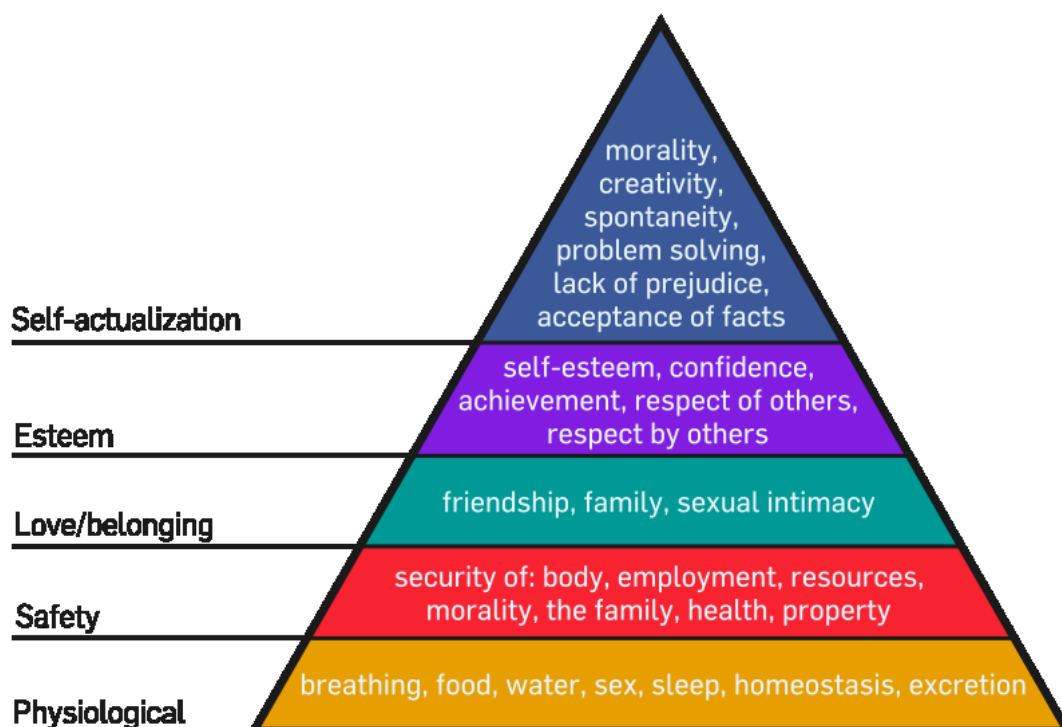 morality,
creativity,
spontaneity,
problem solving,
lack of prejudice,
acceptance of facts
Self-actualization
self-esteem, confidence,
achievement, respect of others,
respect by others
Esteem
friendship, family, sexual intimacy
Love/belonging
security of: body, employment, resources,
morality, the family, health, property
Safety
breathing, food, water, sex, sleep, homeostasis, excretion
Physiological